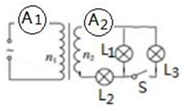 A1 A2
n₁ n₂ L₁ L₃
S
L₂